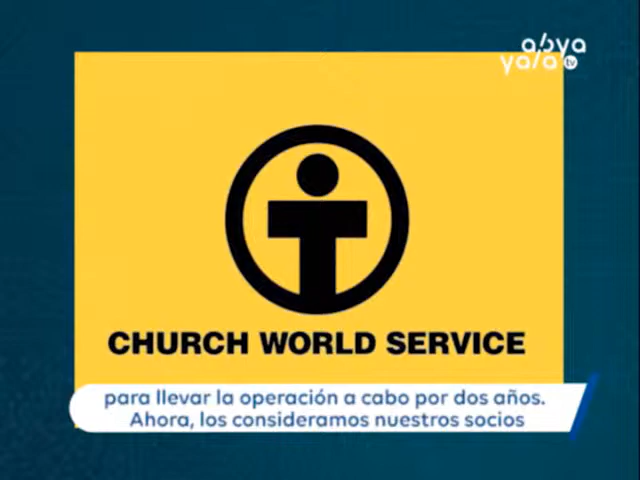 abya
yala tv
CHURCH WORLD SERVICE
para llevar la operación a cabo por dos años.
Ahora, los consideramos nuestros socios